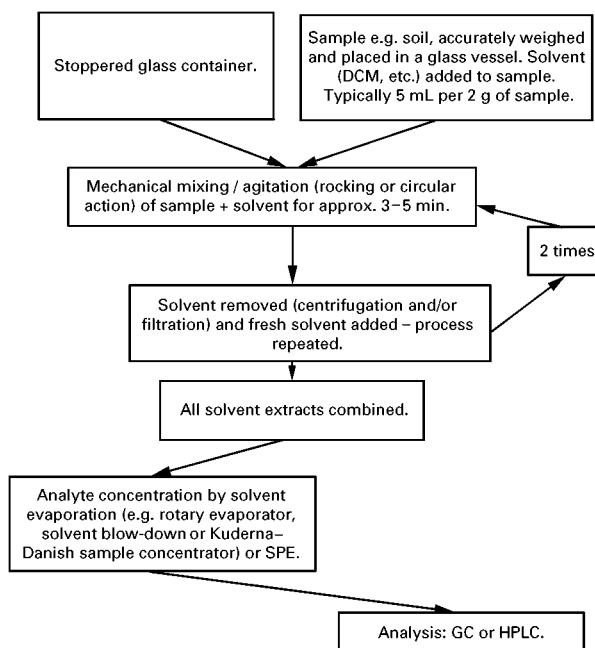 Stoppered glass container.
Sample e.g. soil, accurately weighed
and placed in a glass vessel. Solvent
(DCM, etc.) added to sample.
Typically 5 mL per 2 g of sample.
Mechanical mixing / agitation (rocking or circular
action) of sample + solvent for approx. 3–5 min.
2 times
Solvent removed (centrifugation and/or
filtration) and fresh solvent added – process
repeated.
All solvent extracts combined.
Analyte concentration by solvent
evaporation (e.g. rotary evaporator,
solvent blow-down or Kuderna–
Danish sample concentrator) or SPE.
Analysis: GC or HPLC.